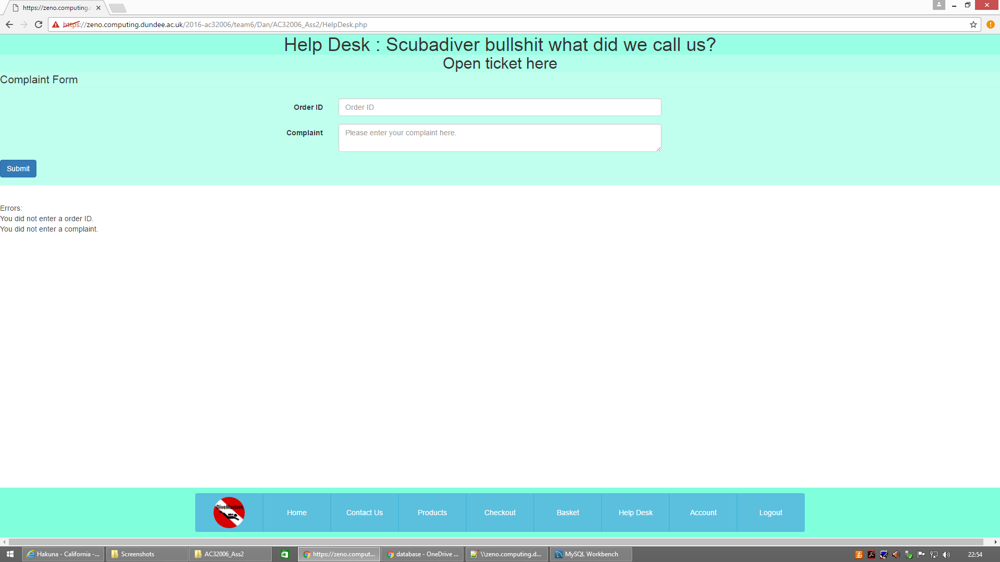 https://zeno.computing.c
https://zeno.computing.dundee.ac.uk/2016-ac32006/team6/Dan/AC32006_Ass2/HelpDesk.php
Help Desk : Scubadiver bullshit what did we call us?
Open ticket here
Complaint Form
Order ID Order ID
Complaint Please enter your complaint here.
Submit
Errors:
You did not enter a order ID.
You did not enter a complaint.
DiveMasters Home Contact Us Products Checkout Basket Help Desk Account Logout
Hakuna - California -... Screenshots AC32006_Ass2 https://zeno.comput... database - OneDrive ... \\zeno.computing.d... MySQL Workbench 22:54